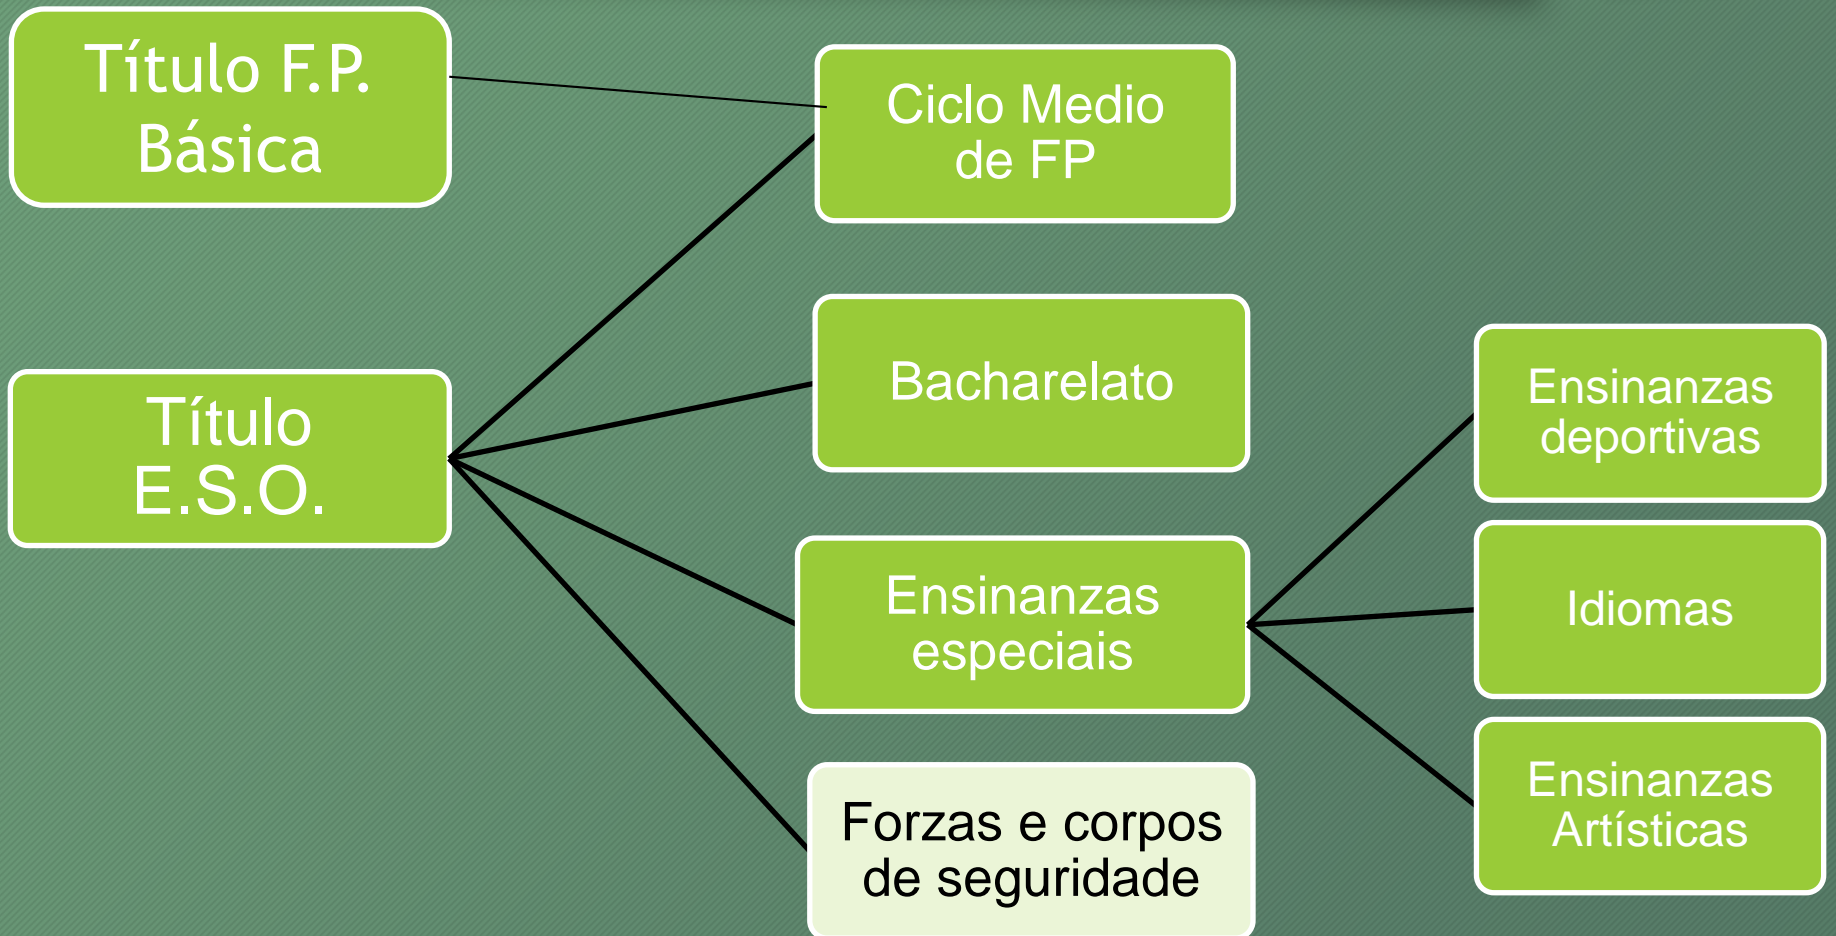 Título F.P.
Básica
Ciclo Medio
de FP
Título
E.S.O.
Bacharelato
Ensinanzas
especiais
Forzas e corpos
de seguridade
Ensinanzas
deportivas
Idiomas
Ensinanzas
Artísticas